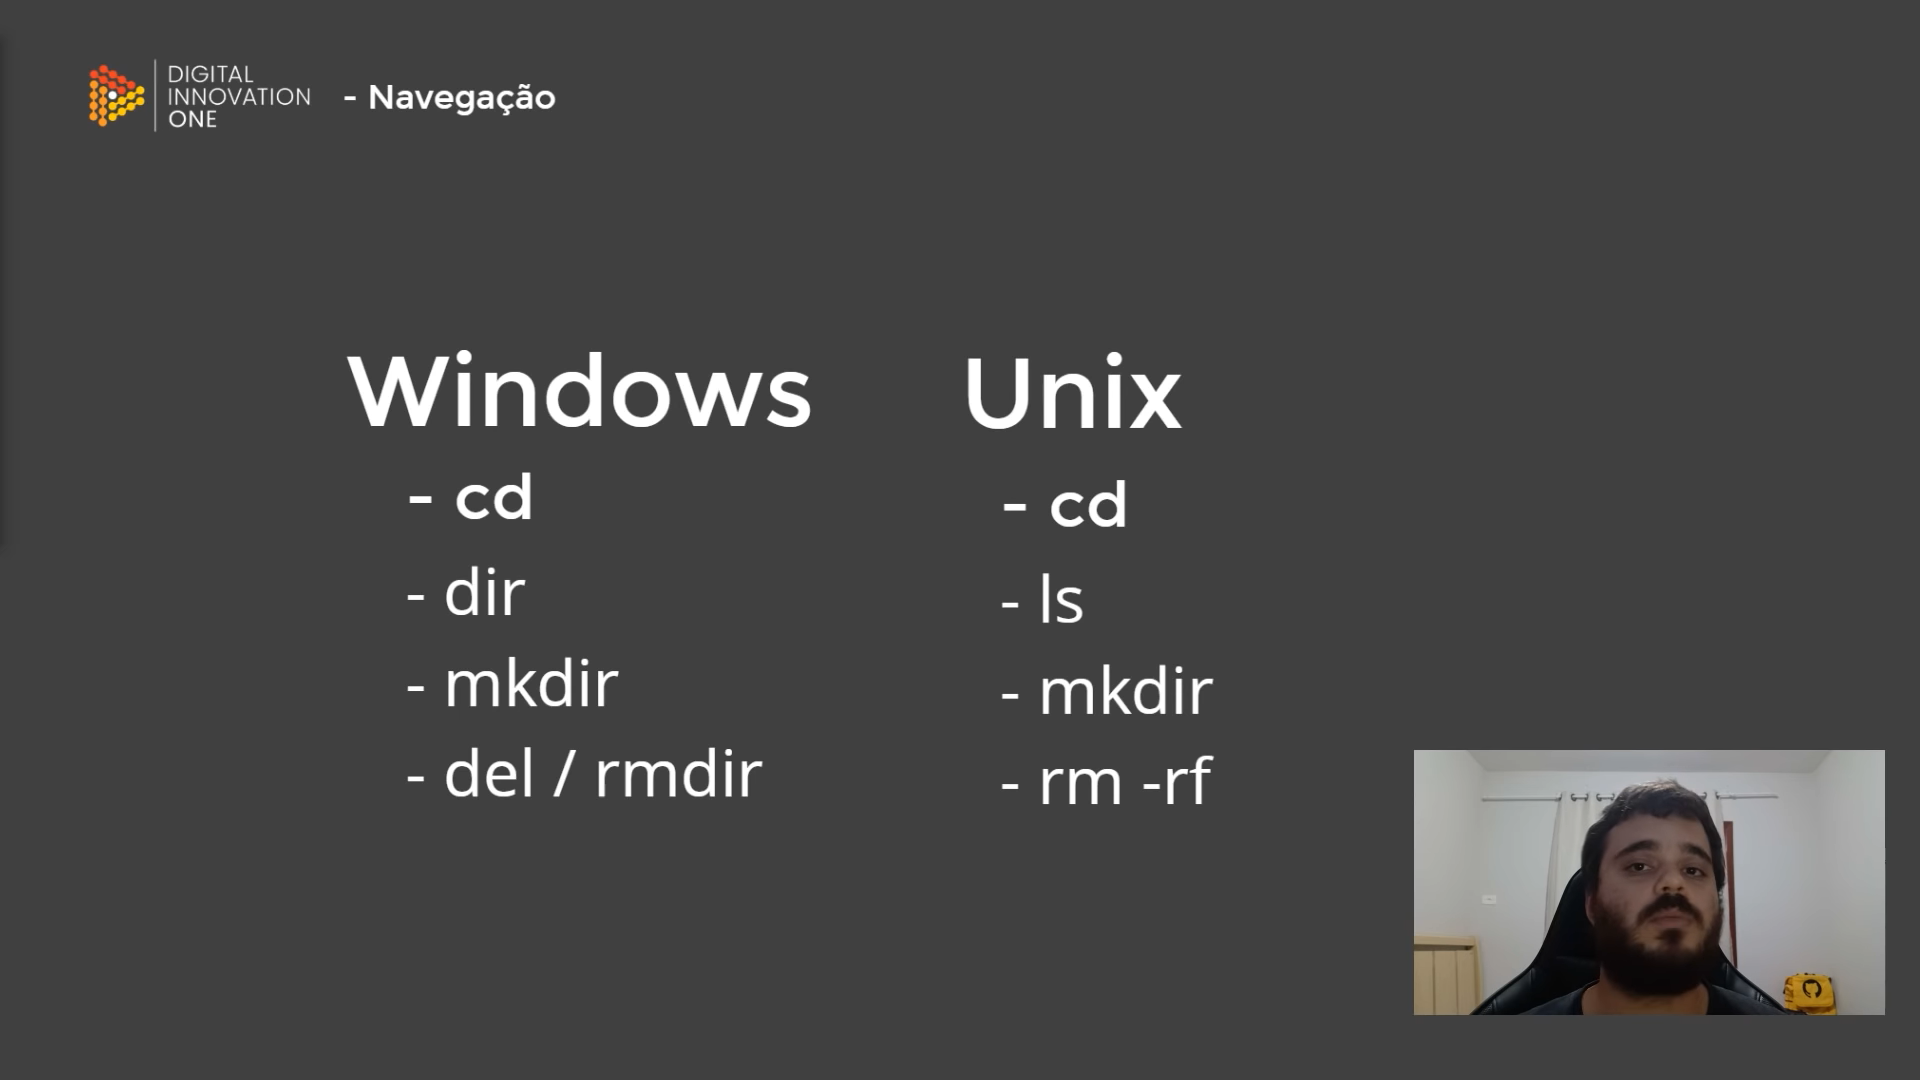 DIGITAL
INNOVATION
ONE
- Navegação
Windows
- cd
- dir
- mkdir
- del / rmdir
Unix
- cd
- ls
- mkdir
- rm -rf